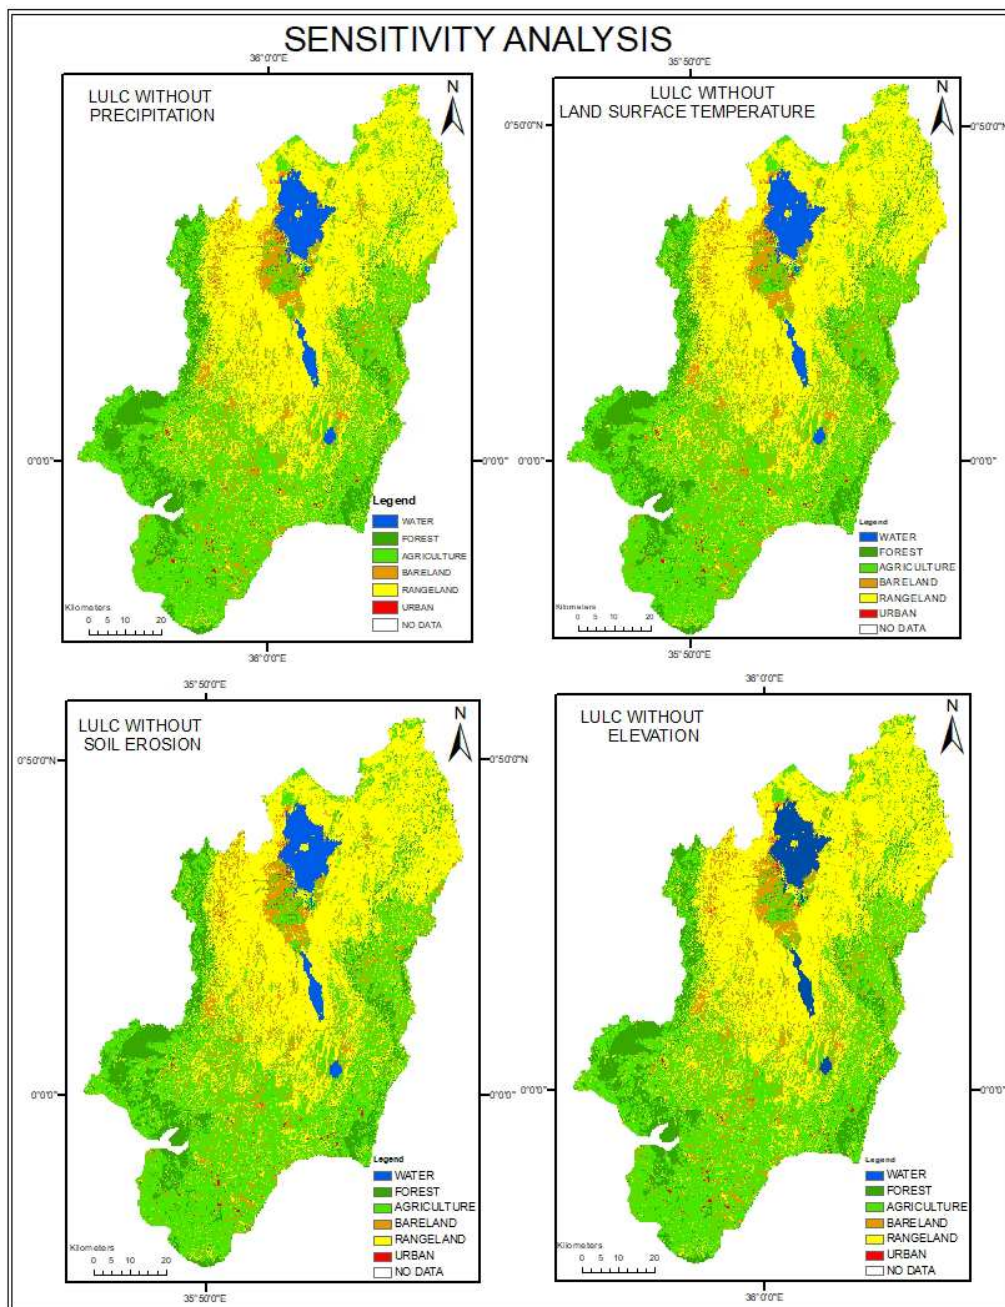 SENSITIVITY ANALYSIS
36°0'0"E
LULC WITHOUT
PRECIPITATION
N
0°0'0"
0°0'0"
Legend
WATER
FOREST
AGRICULTURE
BARELAND
RANGELAND
URBAN
NO DATA
Kilometers
0 5 10 20
36°0'0"E
35°50'0"E
LULC WITHOUT
LAND SURFACE TEMPERATURE
N
0°50'0"N
0°50'0"N
0°0'0"
0°0'0"
Legend
WATER
FOREST
AGRICULTURE
BARELAND
RANGELAND
URBAN
NO DATA
Kilometers
0 5 10 20
35°50'0"E
35°50'0"E
LULC WITHOUT
SOIL EROSION
N
0°50'0"N
0°50'0"N
0°0'0"
0°0'0"
Legend
WATER
FOREST
AGRICULTURE
BARELAND
RANGELAND
URBAN
NO DATA
Kilometers
0 5 10 20
35°50'0"E
36°0'0"E
LULC WITHOUT
ELEVATION
N
0°0'0"
0°0'0"
Legend
WATER
FOREST
AGRICULTURE
BARELAND
RANGELAND
URBAN
NO DATA
Kilometers
0 5 10 20
36°0'0"E